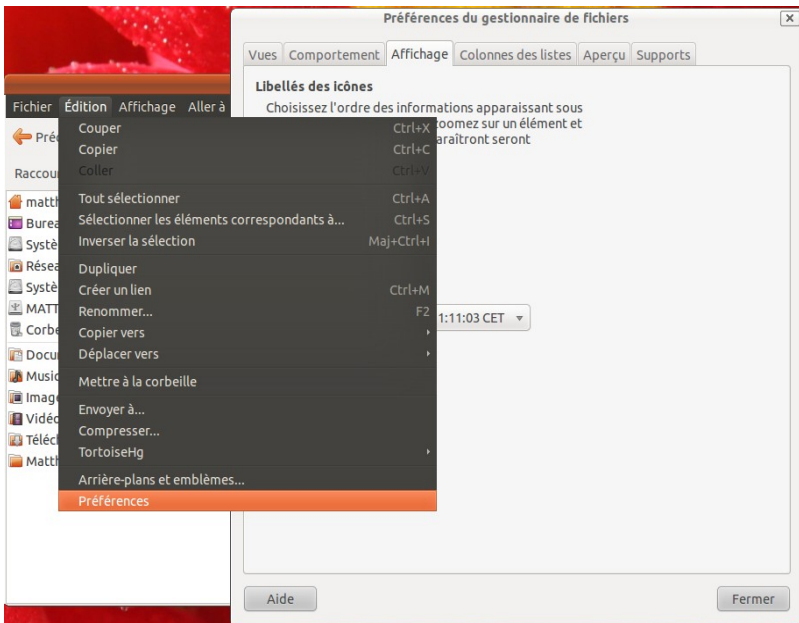 Préférences du gestionnaire de fichiers
Vues Comportement Affichage Colonnes des listes Aperçu Supports
Libellés des icônes
Choisissez l'ordre des informations apparaissant sous
zoomez sur un élément et
araîtront seront
1:11:03 CET
Aide Fermer
Fichier Édition Affichage Aller à
Pré
Raccou
matth
Burea
Systè
Résea
Systè
MATT
Corbe
Docu
Music
Image
Vidéo
Téléc
Matth
Couper Ctrl+X
Copier Ctrl+C
Coller Ctrl+V
Tout sélectionner Ctrl+A
Sélectionner les éléments correspondants à... Ctrl+S
Inverser la sélection Maj+Ctrl+I
Dupliquer
Créer un lien Ctrl+M
Renommer... F2
Copier vers
Déplacer vers
Mettre à la corbeille
Envoyer à...
Compresser...
TortoiseHg
Arrière-plans et emblèmes...
Préférences